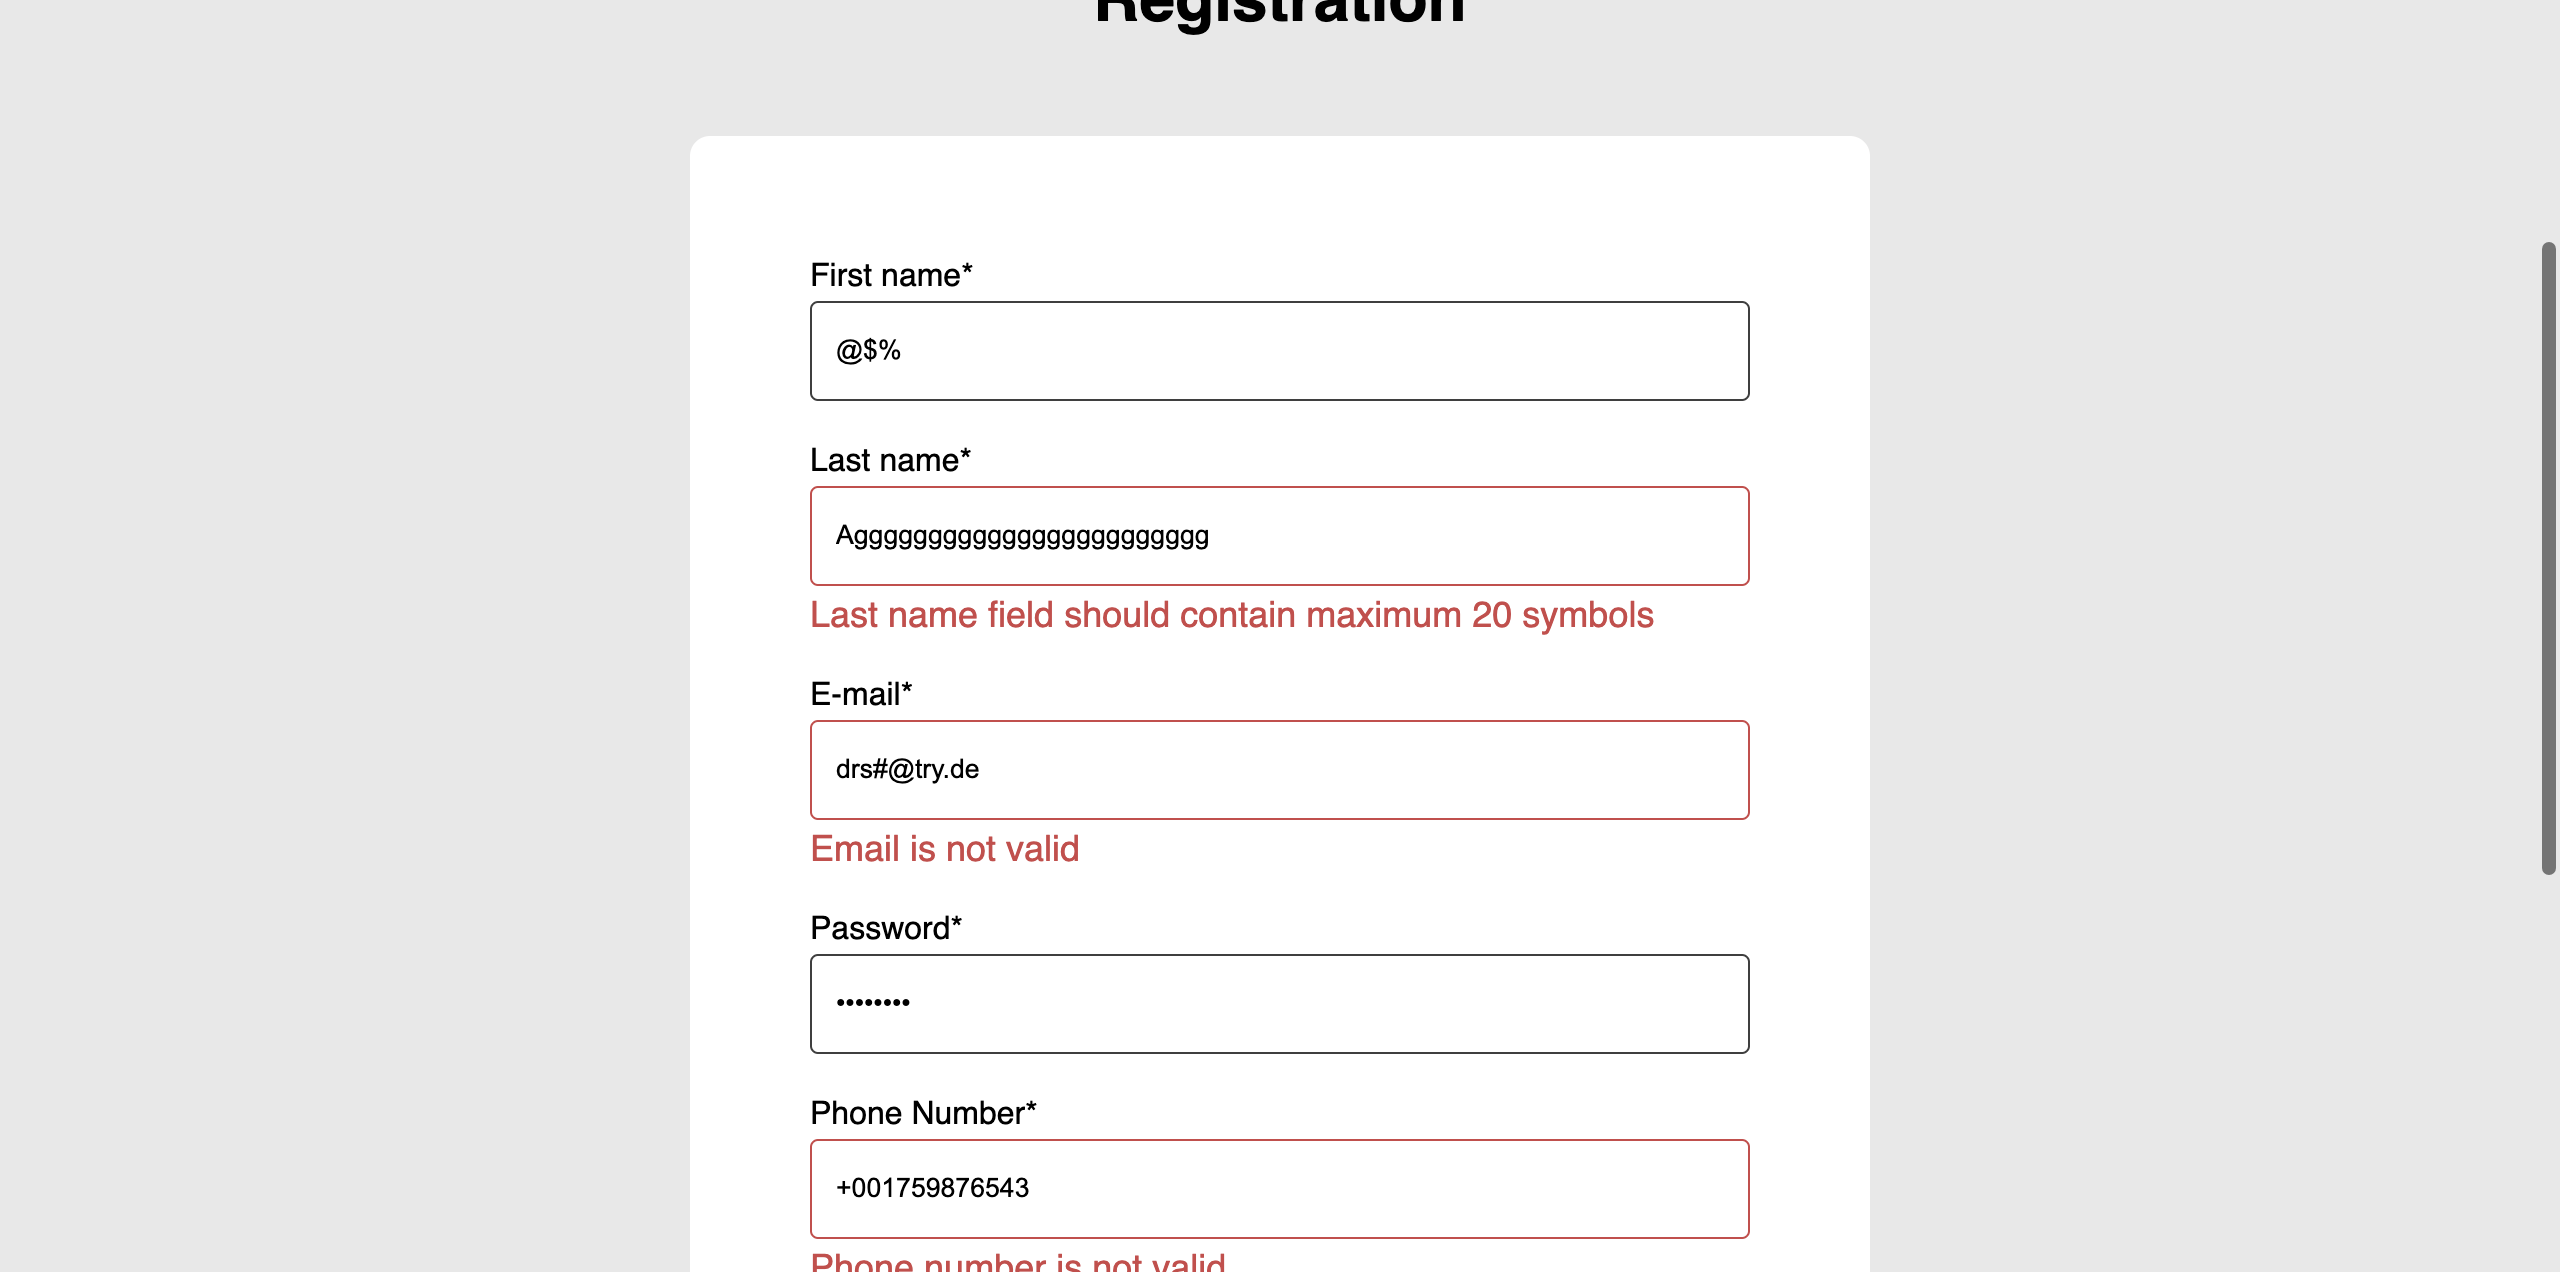 Registration
First name*
@$%
Last name*
Aggggggggggggggggggggggggg
Last name field should contain maximum 20 symbols
E-mail*
drs#@try.de
Email is not valid
Password*
••••••••
Phone Number*
+001759876543
Phone number is not valid